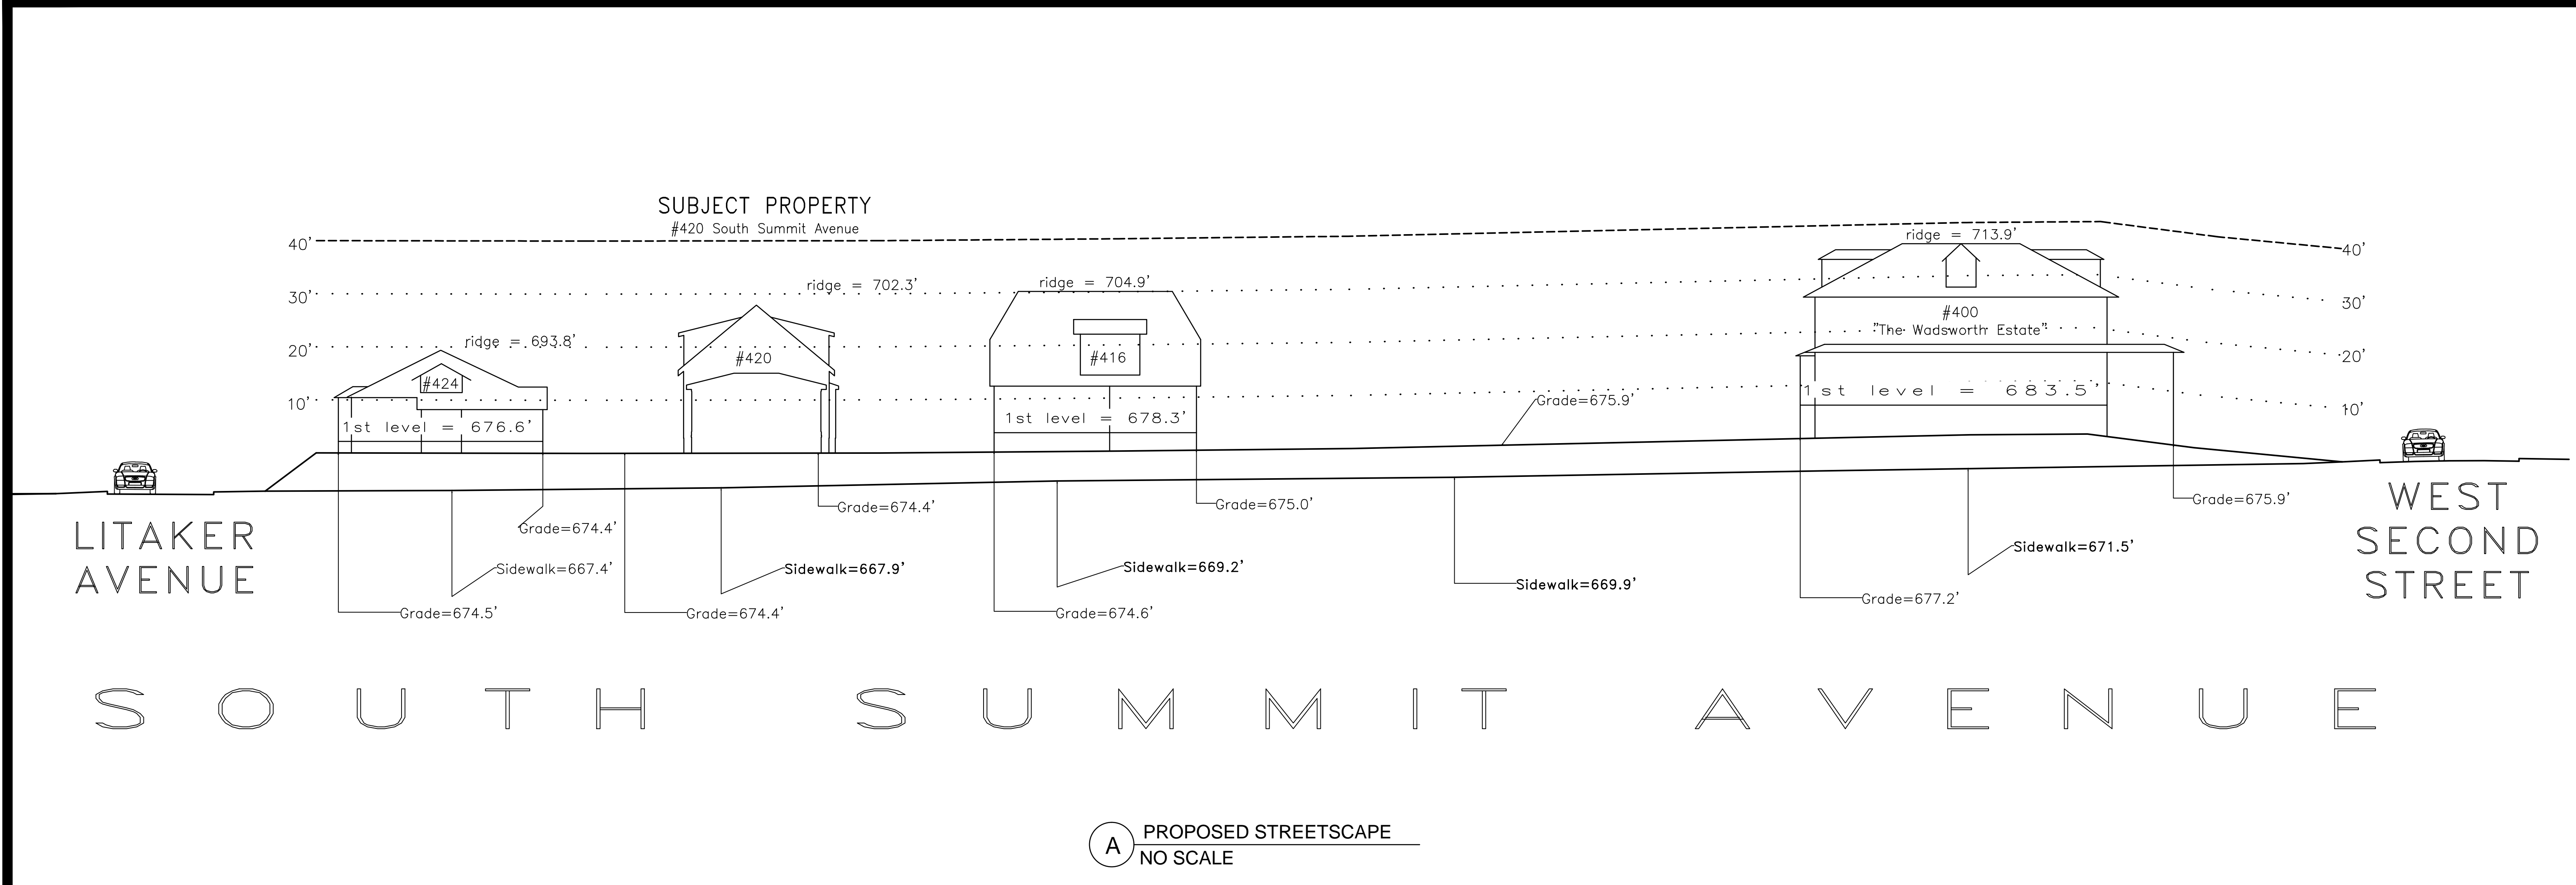 SUBJECT PROPERTY
#420 South Summit Avenue
40'
40'
ridge = 713.9'
30'
ridge = 702.3'
ridge = 704.9'
30'
#400
"The Wadsworth Estate"
20'
ridge = 693.8'
#420
#416
20'
#424
10'
1st level = 683.5'
Grade=675.9'
10'
1st level = 676.6'
1st level = 678.3'
Grade=674.4'
Grade=674.4'
Grade=675.0'
Grade=675.9'
LITAKER
AVENUE
WEST
SECOND
STREET
Sidewalk=667.4'
Sidewalk=667.9'
Sidewalk=669.2'
Sidewalk=669.9'
Sidewalk=671.5'
Grade=674.5'
Grade=674.4'
Grade=674.6'
Grade=677.2'
SOUTH SUMMIT AVENUE
A
PROPOSED STREETSCAPE
NO SCALE